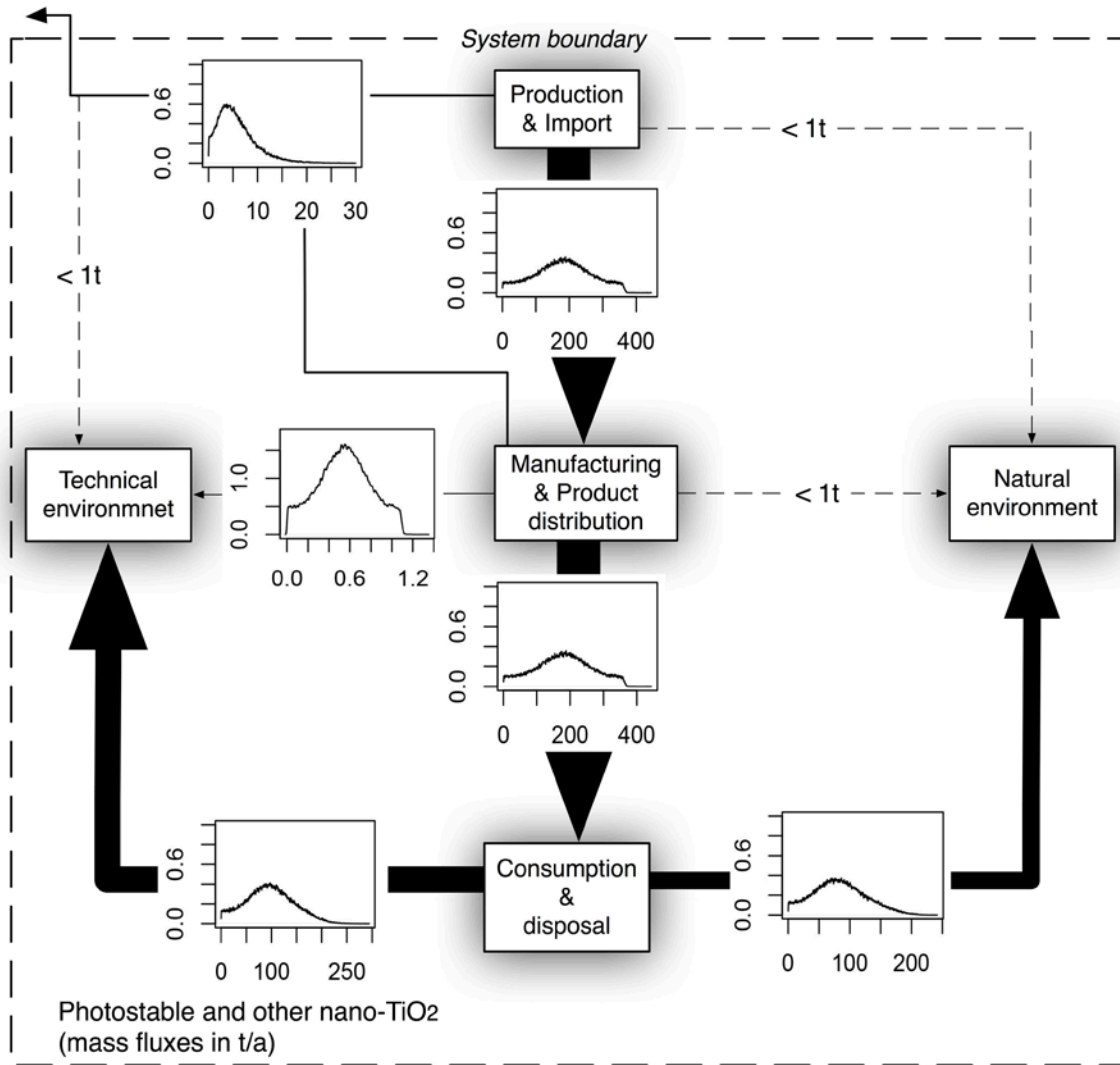 System boundary
Production
& Import
< 1t
0.6
0.0
0 10 20 30
0.6
0.0
0 200 400
< 1t
Technical
environmnet
1.0
0.0
0.0 0.6 1.2
Manufacturing
& Product
distribution
< 1t
Natural
environment
0.6
0.0
0 200 400
0.6
0.0
0 100 250
Consumption
&
disposal
0.6
0.0
0 100 200
Photostable and other nano-TiO2
(mass fluxes in t/a)